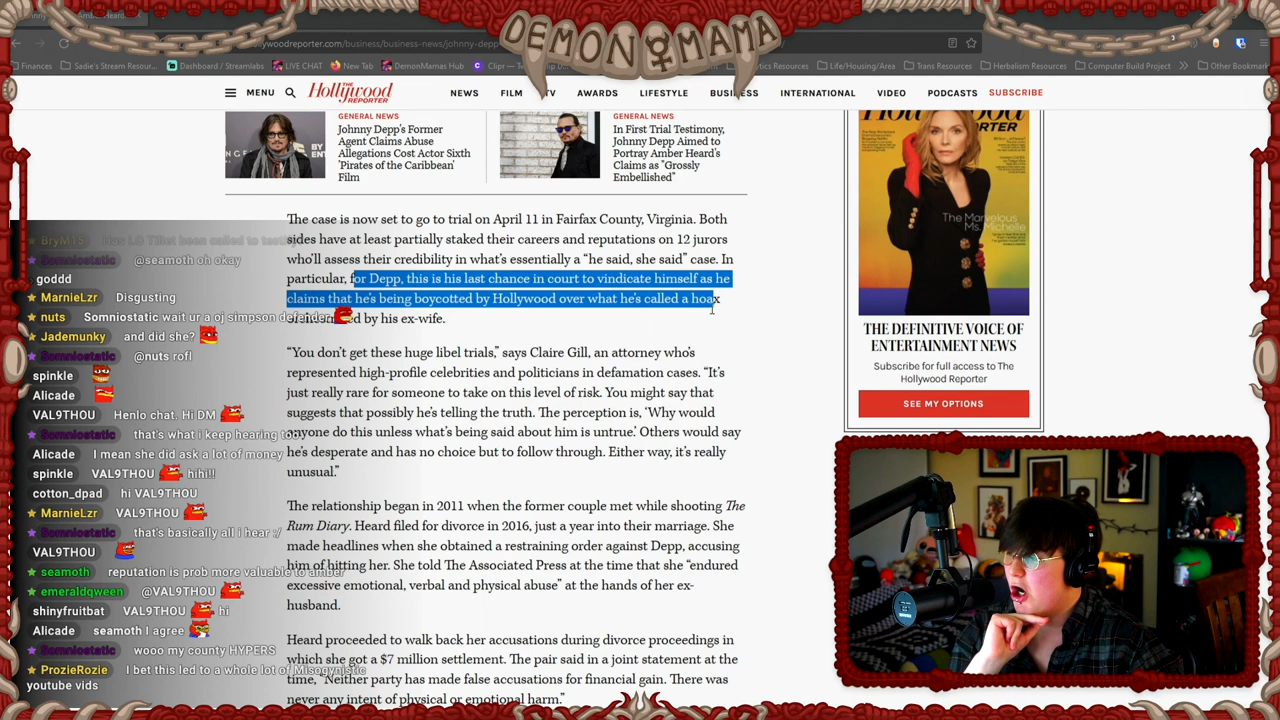 DEMON MAMA
lywoodreporter.com/business/business-news/johnny-depp-
Finances
Sadie's Stream Resour...
Dashboard / Streamlabs
LIVE CHAT
New Tab
DemonMamas Hub
Resources
Life/Housing/Area
Trans Resources
Herbalism Resources
Computer Build Project
Other Bookmar
MENU
The Hollywood REPORTER
NEWS
FILM
TV
AWARDS
LIFESTYLE
BUSINESS
INTERNATIONAL
VIDEO
PODCASTS
SUBSCRIBE
GENERAL NEWS
Johnny Depp's Former
Agent Claims Abuse
Allegations Cost Actor Sixth
'Pirates of the Caribbean'
Film
GENERAL NEWS
In First Trial Testimony,
Johnny Depp Aimed to
Portray Amber Heard's
Claims as "Grossly
Embellished"
The case is now set to go to trial on April 11 in Fairfax County, Virginia. Both
sides have at least partially staked their careers and reputations on 12 jurors
who'll assess their credibility in what's essentially a “he said, she said” case. In
particular, for Depp, this is his last chance in court to vindicate himself as he
claims that he's being boycotted by Hollywood over what he's called a hoax
by his ex-wife.
“You don't get these huge libel trials,” says Claire Gill, an attorney who's
represented high-profile celebrities and politicians in defamation cases. “It's
just really rare for someone to take on this level of risk. You might say that
suggests that possibly he's telling the truth. The perception is, ‘Why would
anyone do this unless what's being said about him is untrue.’ Others would say
he's desperate and has no choice but to follow through. Either way, it's really
unusual.”
The relationship began in 2011 when the former couple met while shooting The
Rum Diary. Heard filed for divorce in 2016, just a year into their marriage. She
made headlines when she obtained a restraining order against Depp, accusing
him of hitting her. She told The Associated Press at the time that she “endured
excessive emotional, verbal and physical abuse” at the hands of her ex-
husband.
Heard proceeded to walk back her accusations during divorce proceedings in
which she got a $7 million settlement. The pair said in a joint statement at the
time, “Neither party has made false accusations for financial gain. There was
never any intent of physical or emotional harm.”
The Marvelous
Ms. Michelle
THE DEFINITIVE VOICE OF
ENTERTAINMENT NEWS
Subscribe for full access to The
Hollywood Reporter
SEE MY OPTIONS
Somniostatic @seamoth oh okay
goddd
MarnieLzr Disgusting
nuts Somniostatic wait ur a oj simpson defender
Jademunky and did she?
Somniostatic @nuts rofl
spinkle
Alicade
VAL9THOU Henlo chat. Hi DM
Somniostatic that's what i keep hearing too
Alicade I mean she did ask a lot of money
spinkle VAL9THOU hihi!!
cotton_dpad hi VAL9THOU
MarnieLzr VAL9THOU
Somniostatic that's basically all i hear :/
VAL9THOU
seamoth reputation is prob more valuable to amber
emeraldqween @VAL9THOU
shinyfruitbat VAL9THOU hi
Alicade seamoth I agree
Somniostatic wooo my county HYPERS
ProzieRozie I bet this led to a whole lot of Misogynistic
youtube vids